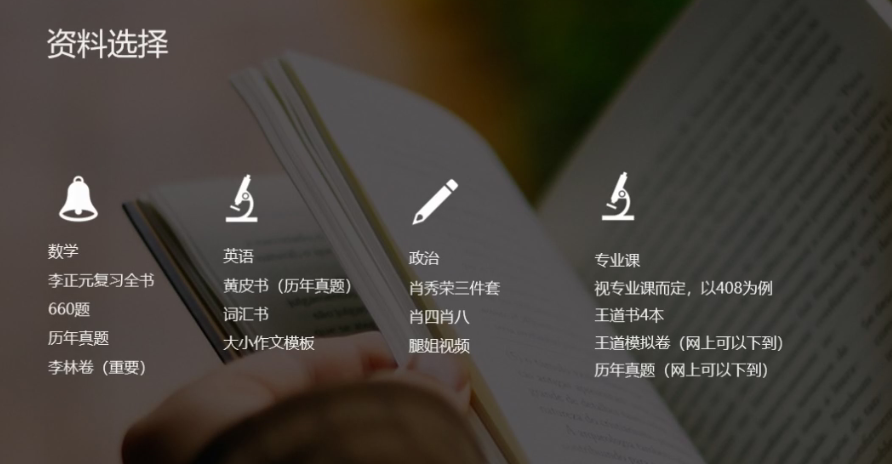 资料选择
数学
李正元复习全书
660题
历年真题
李林卷（重要）
英语
黄皮书（历年真题）
词汇书
大小作文模板
政治
肖秀荣三件套
肖四肖八
腿姐视频
专业课
视专业课而定，以408为例
王道书4本
王道模拟卷（网上可以下到）
历年真题（网上可以下到）